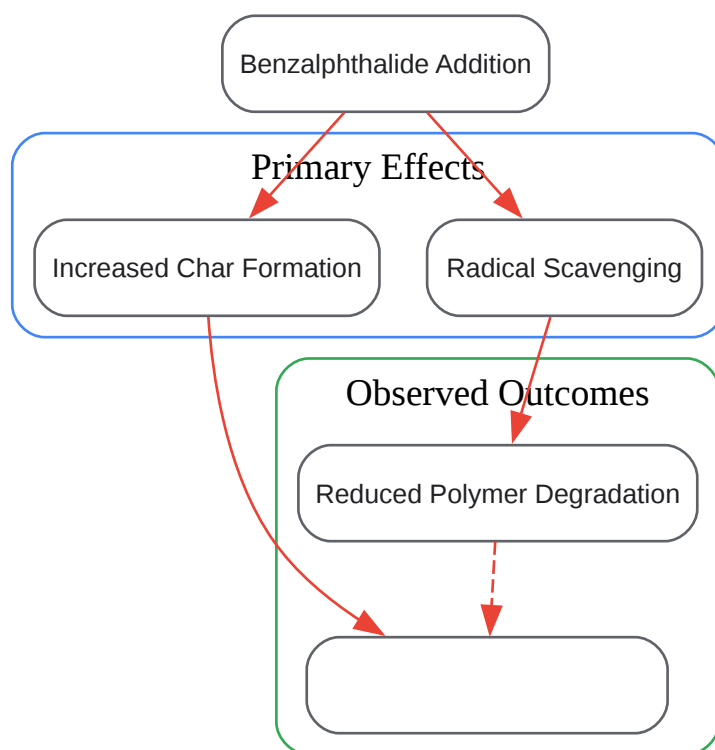 Benzalphthalide Addition
Primary Effects
Increased Char Formation
Radical Scavenging
Observed Outcomes
Reduced Polymer Degradation